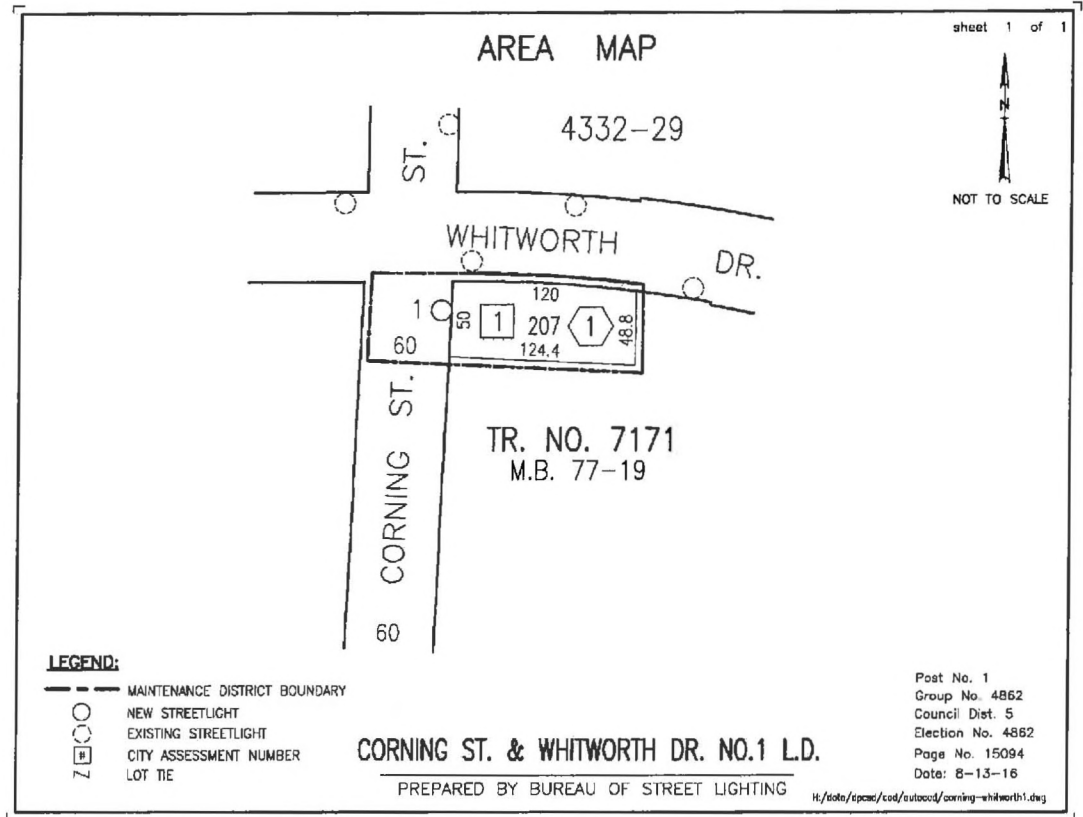 sheet 1 of 1
AREA MAP
N
NOT TO SCALE
4332-29
ST.
WHITWORTH
DR.
1
120
50
1
207
1
48.8
124.4
60
CORNING ST.
60
TR. NO. 7171
M.B. 77-19
LEGEND:
MAINTENANCE DISTRICT BOUNDARY
NEW STREETLIGHT
EXISTING STREETLIGHT
# CITY ASSESSMENT NUMBER
LOT TIE
CORNING ST. & WHITWORTH DR. NO.1 L.D.
PREPARED BY BUREAU OF STREET LIGHTING
Post No. 1
Group No. 4862
Council Dist. 5
Election No. 4862
Page No. 15094
Date: 8-13-16
H:/data/dpcsd/cad/autocad/corning-whitworth1.dwg